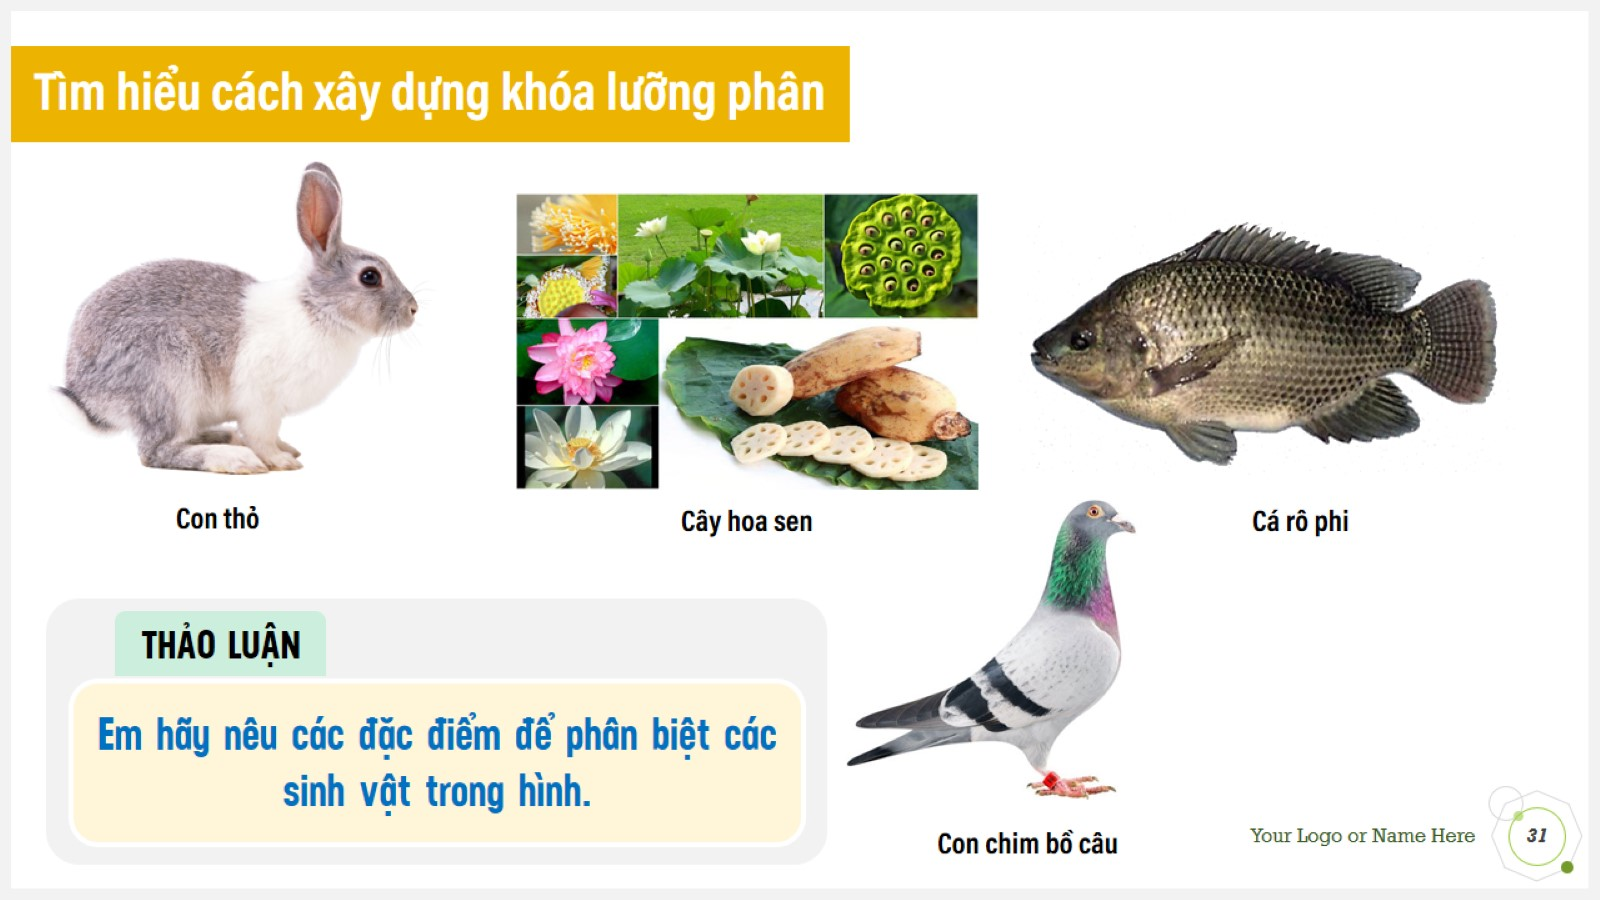 Tìm hiểu cách xây dựng khóa lưỡng phân
Con thỏ
Cây hoa sen
Cá rô phi
THẢO LUẬN
Em hãy nêu các đặc điểm để phân biệt các
sinh vật trong hình.
Con chim bồ câu
Your Logo or Name Here
31